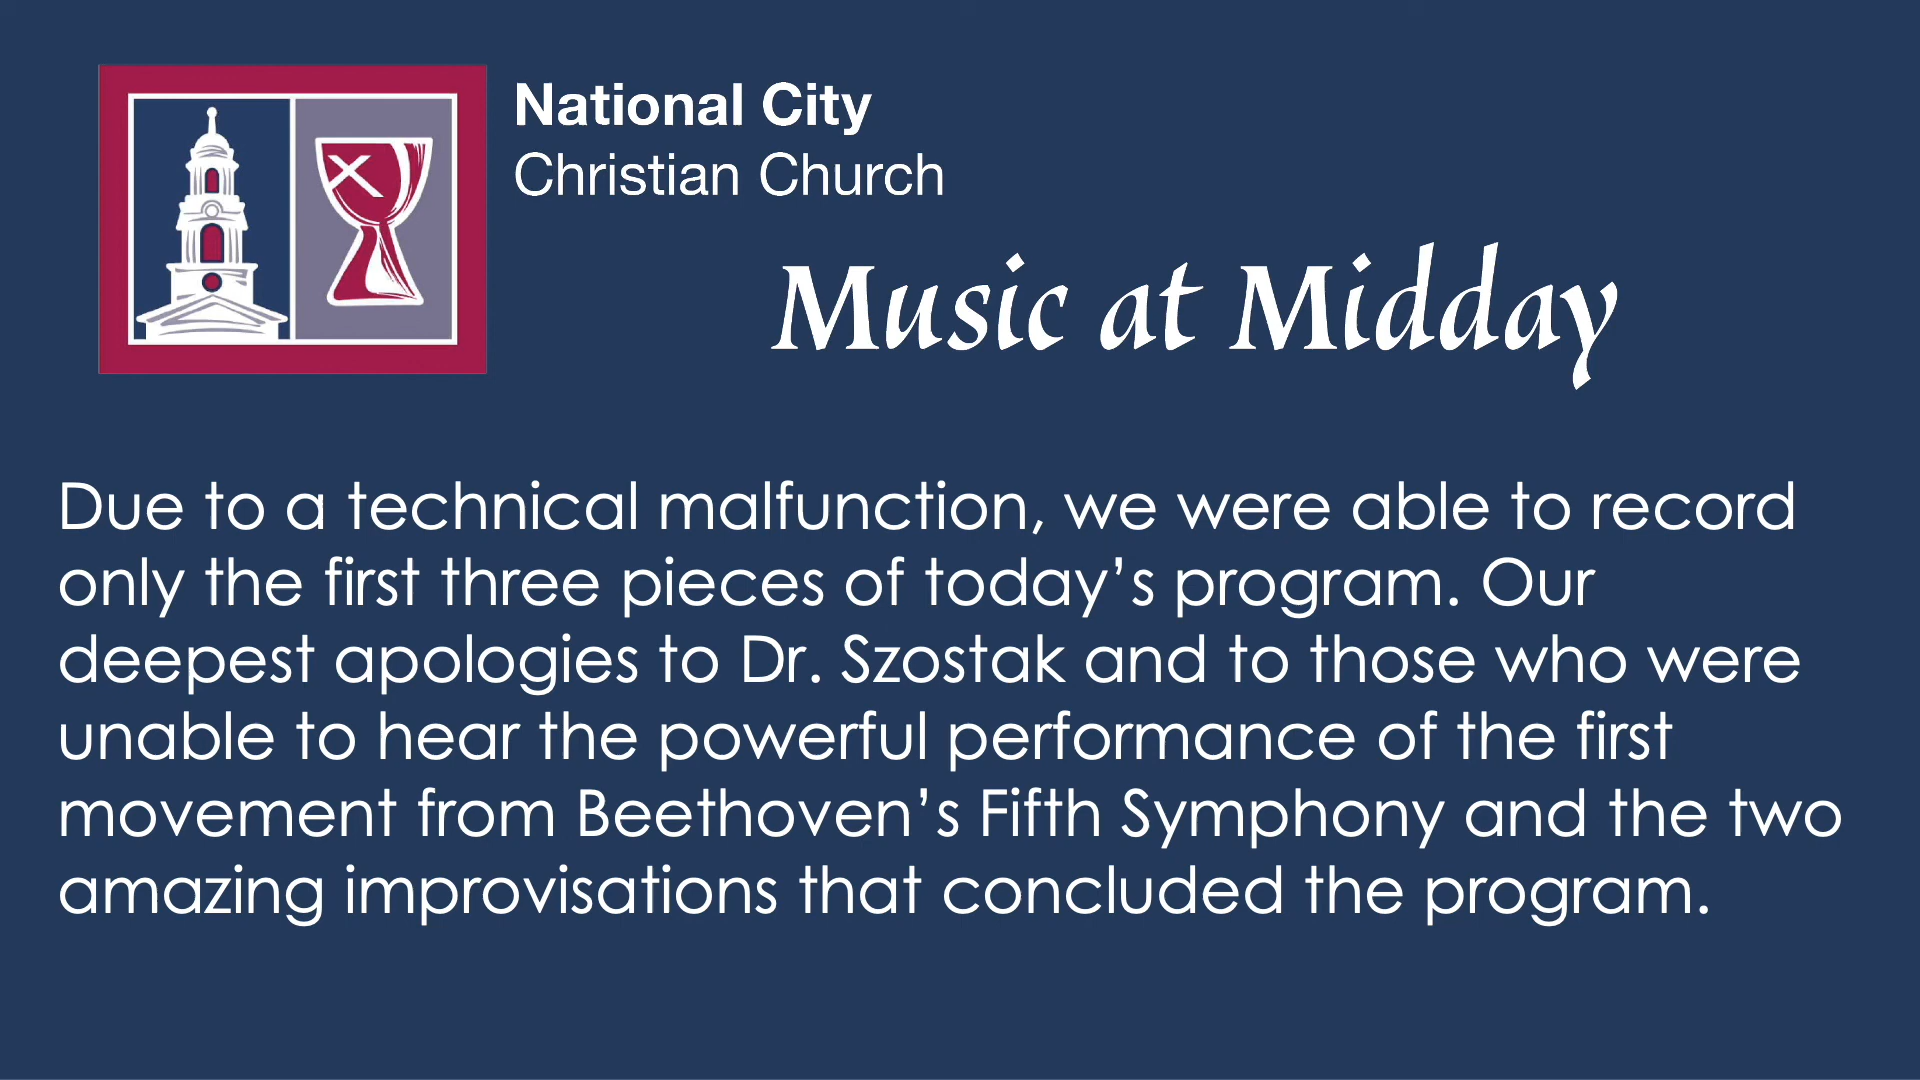 National City
Christian Church
Music at Midday
Due to a technical malfunction, we were able to record
only the first three pieces of today’s program. Our
deepest apologies to Dr. Szostak and to those who were
unable to hear the powerful performance of the first
movement from Beethoven’s Fifth Symphony and the two
amazing improvisations that concluded the program.